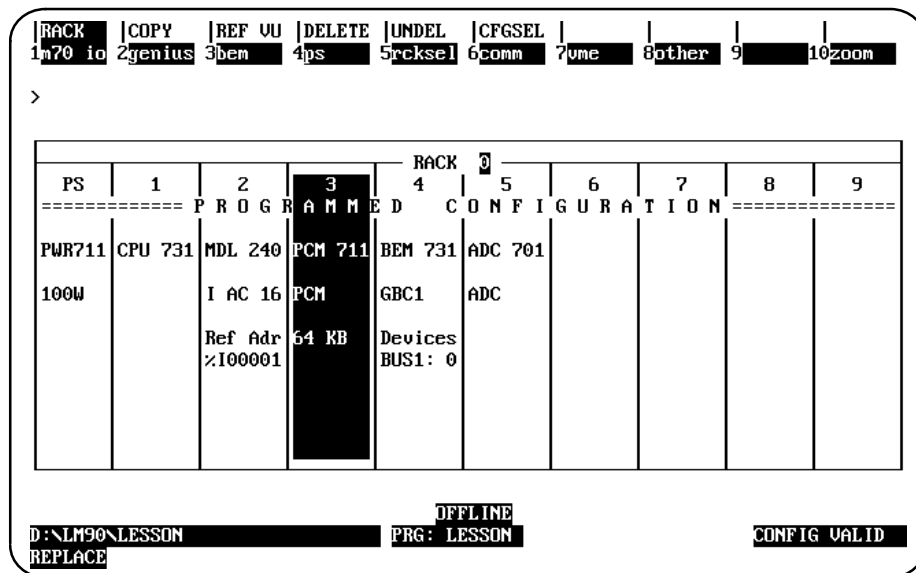 |RACK |COPY |REF VU |DELETE |UNDEL |CFGSEL | | | |
1m70 io 2genius 3bem 4ps 5rcksel 6comm 7vme 8other 9 10zoom
>
RACK 0
PS 1 2 3 4 5 6 7 8 9
============= P R O G R A M M E D C O N F I G U R A T I O N ===============
PWR711 CPU 731 MDL 240 PCM 711 BEM 731 ADC 701
100W I AC 16 PCM GBC1 ADC
Ref Adr 64 KB Devices
%I00001 BUS1: 0
OFFLINE
D:\LM90\LESSON PRG: LESSON CONFIG VALID
REPLACE